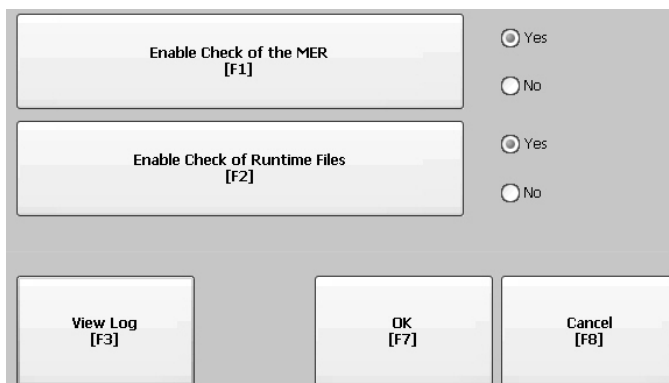 Enable Check of the MER
[F1]
Yes
No
Enable Check of Runtime Files
[F2]
Yes
No
View Log
[F3]
OK
[F7]
Cancel
[F8]